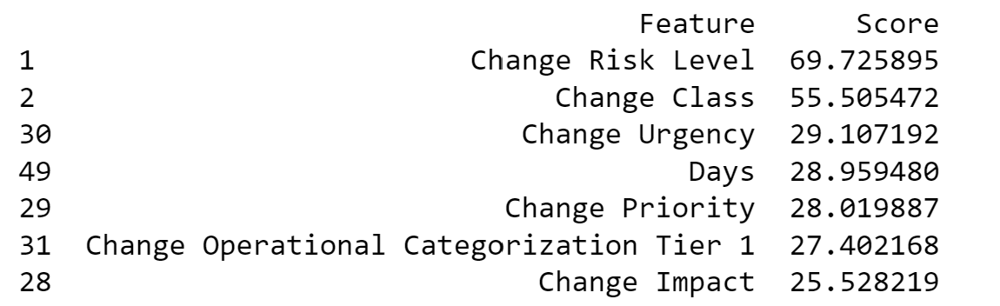 Feature Score
1 Change Risk Level 69.725895
2 Change Class 55.505472
30 Change Urgency 29.107192
49 Days 28.959480
29 Change Priority 28.019887
31 Change Operational Categorization Tier 1 27.402168
28 Change Impact 25.528219